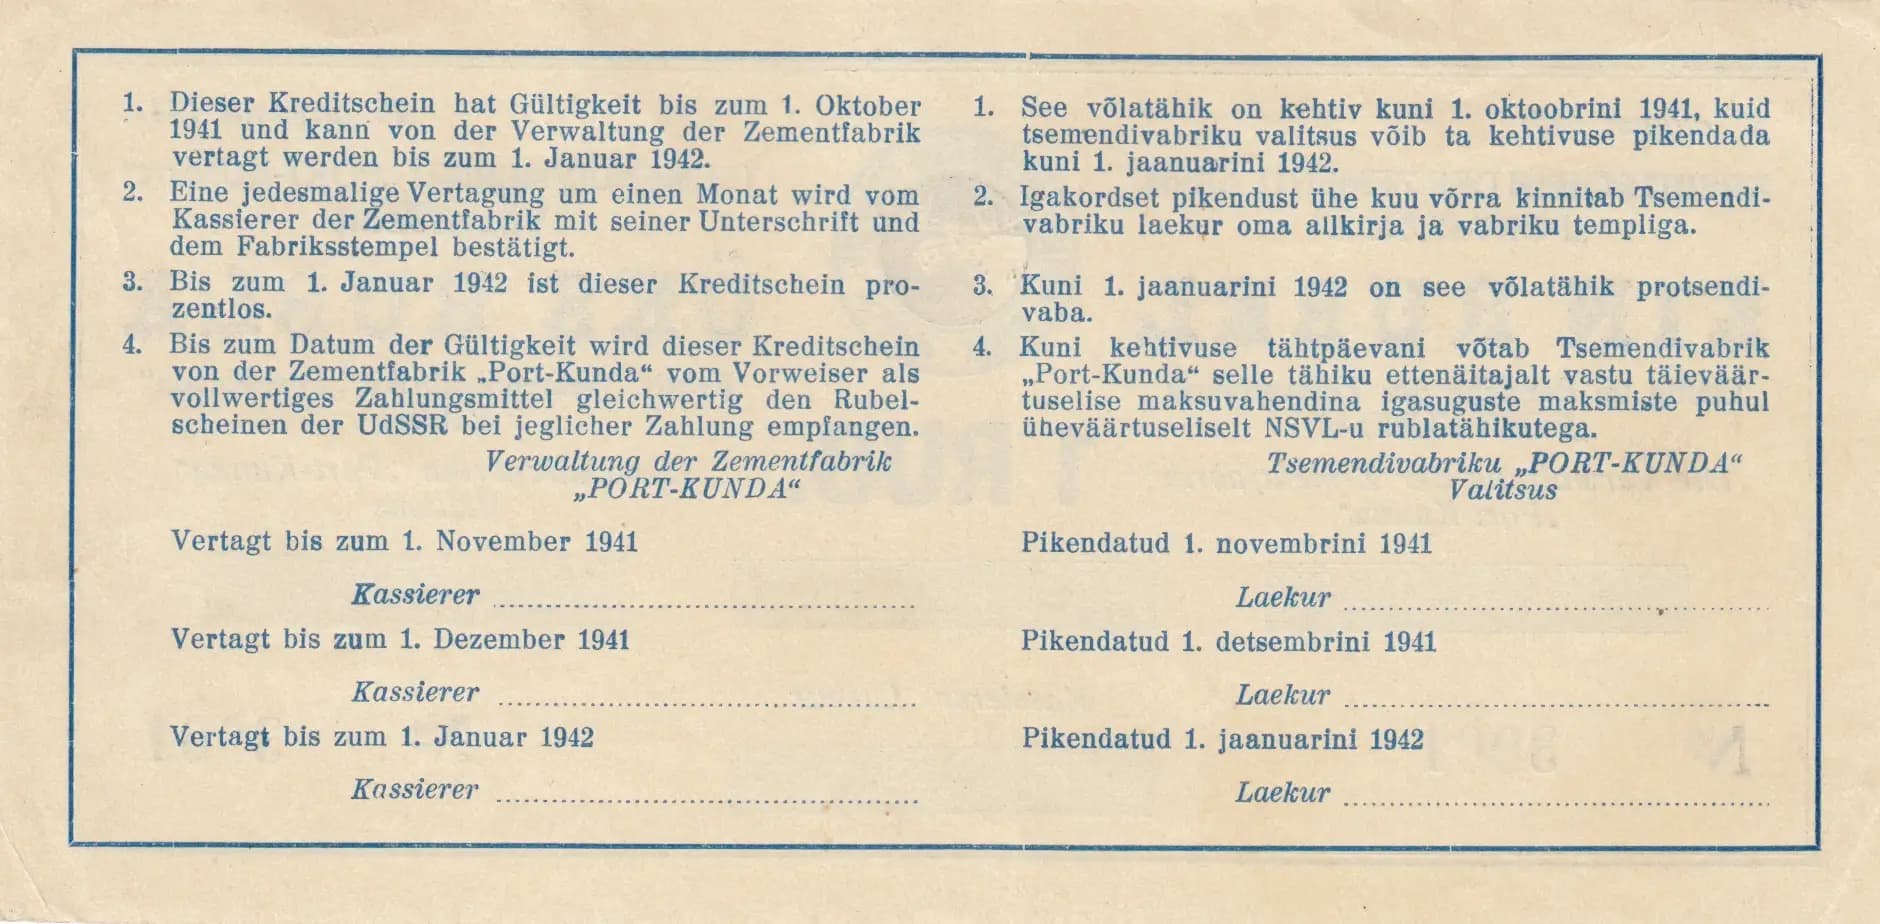 1. Dieser Kreditschein hat Gültigkeit bis zum 1. Oktober
1941 und kann von der Verwaltung der Zementfabrik
vertagt werden bis zum 1. Januar 1942.
2. Eine jedesmalige Vertagung um einen Monat wird vom
Kassierer der Zementfabrik mit seiner Unterschrift und
dem Fabriksstempel bestätigt.
3. Bis zum 1. Januar 1942 ist dieser Kreditschein pro-
zentlos.
4. Bis zum Datum der Gültigkeit wird dieser Kreditschein
von der Zementfabrik „Port-Kunda“ vom Vorweiser als
vollwertiges Zahlungsmittel gleichwertig den Rubel-
scheinen der UdSSR bei jeglicher Zahlung empfangen.
Verwaltung der Zementfabrik
„PORT-KUNDA“
Vertagt bis zum 1. November 1941
Kassierer
Vertagt bis zum 1. Dezember 1941
Kassierer
Vertagt bis zum 1. Januar 1942
Kassierer
1. See võlatähik on kehtiv kuni 1. oktoobrini 1941, kuid
tsemendivabriku valitsus võib ta kehtivuse pikendada
kuni 1. jaanuarini 1942.
2. Igakordset pikendust ühe kuu võrra kinnitab Tsemendi-
vabriku laekur oma allkirja ja vabriku templiga.
3. Kuni 1. jaanuarini 1942 on see võlatähik protsendi-
vaba.
4. Kuni kehtivuse tähtpäevani võtab Tsemendivabrik
„Port-Kunda“ selle tähiku ettenäitajalt vastu täieväär-
tuselise maksuvahendina igasuguste maksmiste puhul
üheväärtuseliselt NSVL-u rublatähikutega.
Tsemendivabriku „PORT-KUNDA“
Valitsus
Pikendatud 1. novembrini 1941
Laekur
Pikendatud 1. detsembrini 1941
Laekur
Pikendatud 1. jaanuarini 1942
Laekur